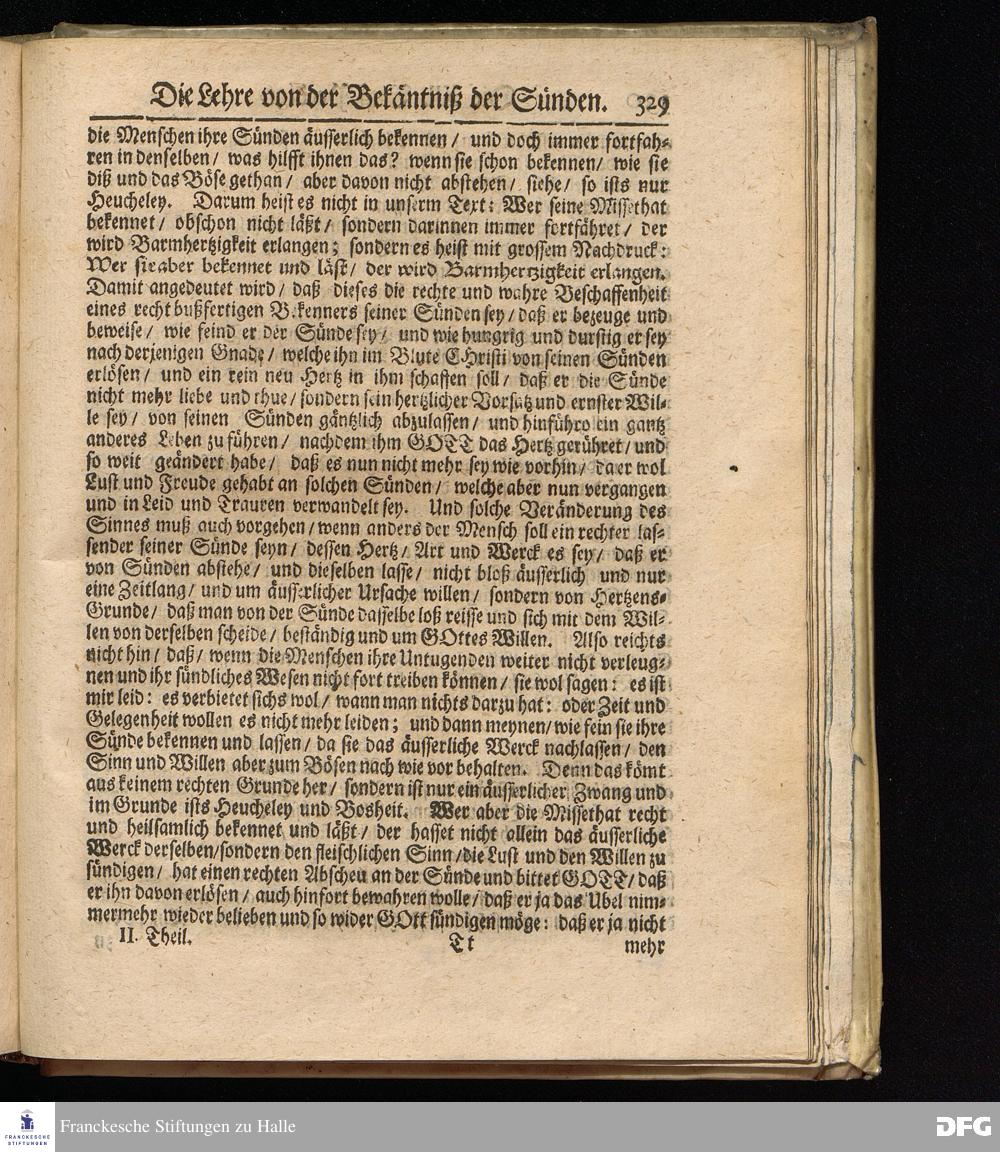 Die Lehre von der Bekäntniß der Sünden. 329
die Menschen ihre Sünden äusserlich bekennen / und doch immer fortfah-
ren in denselben / was hilfft ihnen das? wenn sie schon bekennen / wie sie
diß und das Böse gethan / aber davon nicht abstehen / siehe / so ists nur
Heucheley. Darum heist es nicht in unserm Text: Wer seine Missethat
bekennet / obschon nicht läßt / sondern darinnen immer fortfähret / der
wird Barmhertzigkeit erlangen; sondern es heist mit grossem Nachdruck:
Wer sie aber bekennet und läst / der wird Barmhertzigkeit erlangen.
Damit angedeutet wird / daß dieses die rechte und wahre Beschaffenheit
eines recht bußfertigen Bekenners seiner Sünden sey / daß er bezeuge und
beweise / wie feind er der Sünde sey / und wie hungrig und durstig er sey
nach derjenigen Gnade / welche ihn im Blute CHristi von seinen Sünden
erlösen / und ein rein neu Hertz in ihm schaffen soll / daß er die Sünde
nicht mehr liebe und thue / sondern sein hertzlicher Vorsatz und ernster Wil-
le sey / von seinen Sünden gäntzlich abzulassen / und hinführo ein gantz
anderes Leben zu führen / nachdem ihm GOTT das Hertz gerühret / und
so weit geändert habe / daß es nun nicht mehr sey wie vorhin / da er wol
Lust und Freude gehabt an solchen Sünden / welche aber nun vergangen
und in Leid und Trauren verwandelt sey. Und solche Veränderung des
Sinnes muß auch vorgehen / wenn anders der Mensch soll ein rechter las-
sender seiner Sünde seyn / dessen Hertz / Art und Werck es sey / daß er
von Sünden abstehe / und dieselben lasse / nicht bloß äusserlich und nur
eine Zeitlang / und um äusserlicher Ursache willen / sondern von Hertzens-
Grunde / daß man von der Sünde dasselbe loß reisse und sich mit dem Wil-
len von derselben scheide / beständig und um GOttes Willen. Also reichts
nicht hin / daß / wenn die Menschen ihre Untugenden weiter nicht verleug-
nen und ihr sündliches Wesen nicht fort treiben können / sie wol sagen: es ist
mir leid: es verbietet sichs wol / wann man nichts darzu hat: oder Zeit und
Gelegenheit wollen es nicht mehr leiden; und dann meynen / wie fein sie ihre
Sünde bekennen und lassen / da sie das äusserliche Werck nachlassen / den
Sinn und Willen aber zum Bösen nach wie vor behalten. Denn das kömt
aus keinem rechten Grunde her / sondern ist nur ein äusserlicher Zwang und
im Grunde ists Heucheley und Bosheit. Wer aber die Missethat recht
und heilsamlich bekennet und läßt / der hasset nicht allein das äusserliche
Werck derselben / sondern den fleischlichen Sinn / die Lust und den Willen zu
sündigen / hat einen rechten Abscheu an der Sünde und bittet GOTT / daß
er ihn davon erlösen / auch hinfort bewahren wolle / daß er ja das Ubel nim-
mermehr wieder belieben und so wider GOtt sündigen möge: daß er ja nicht
II. Theil. Tt mehr
FRANCKESCHE STIFTUNGEN
Franckesche Stiftungen zu Halle
DFG